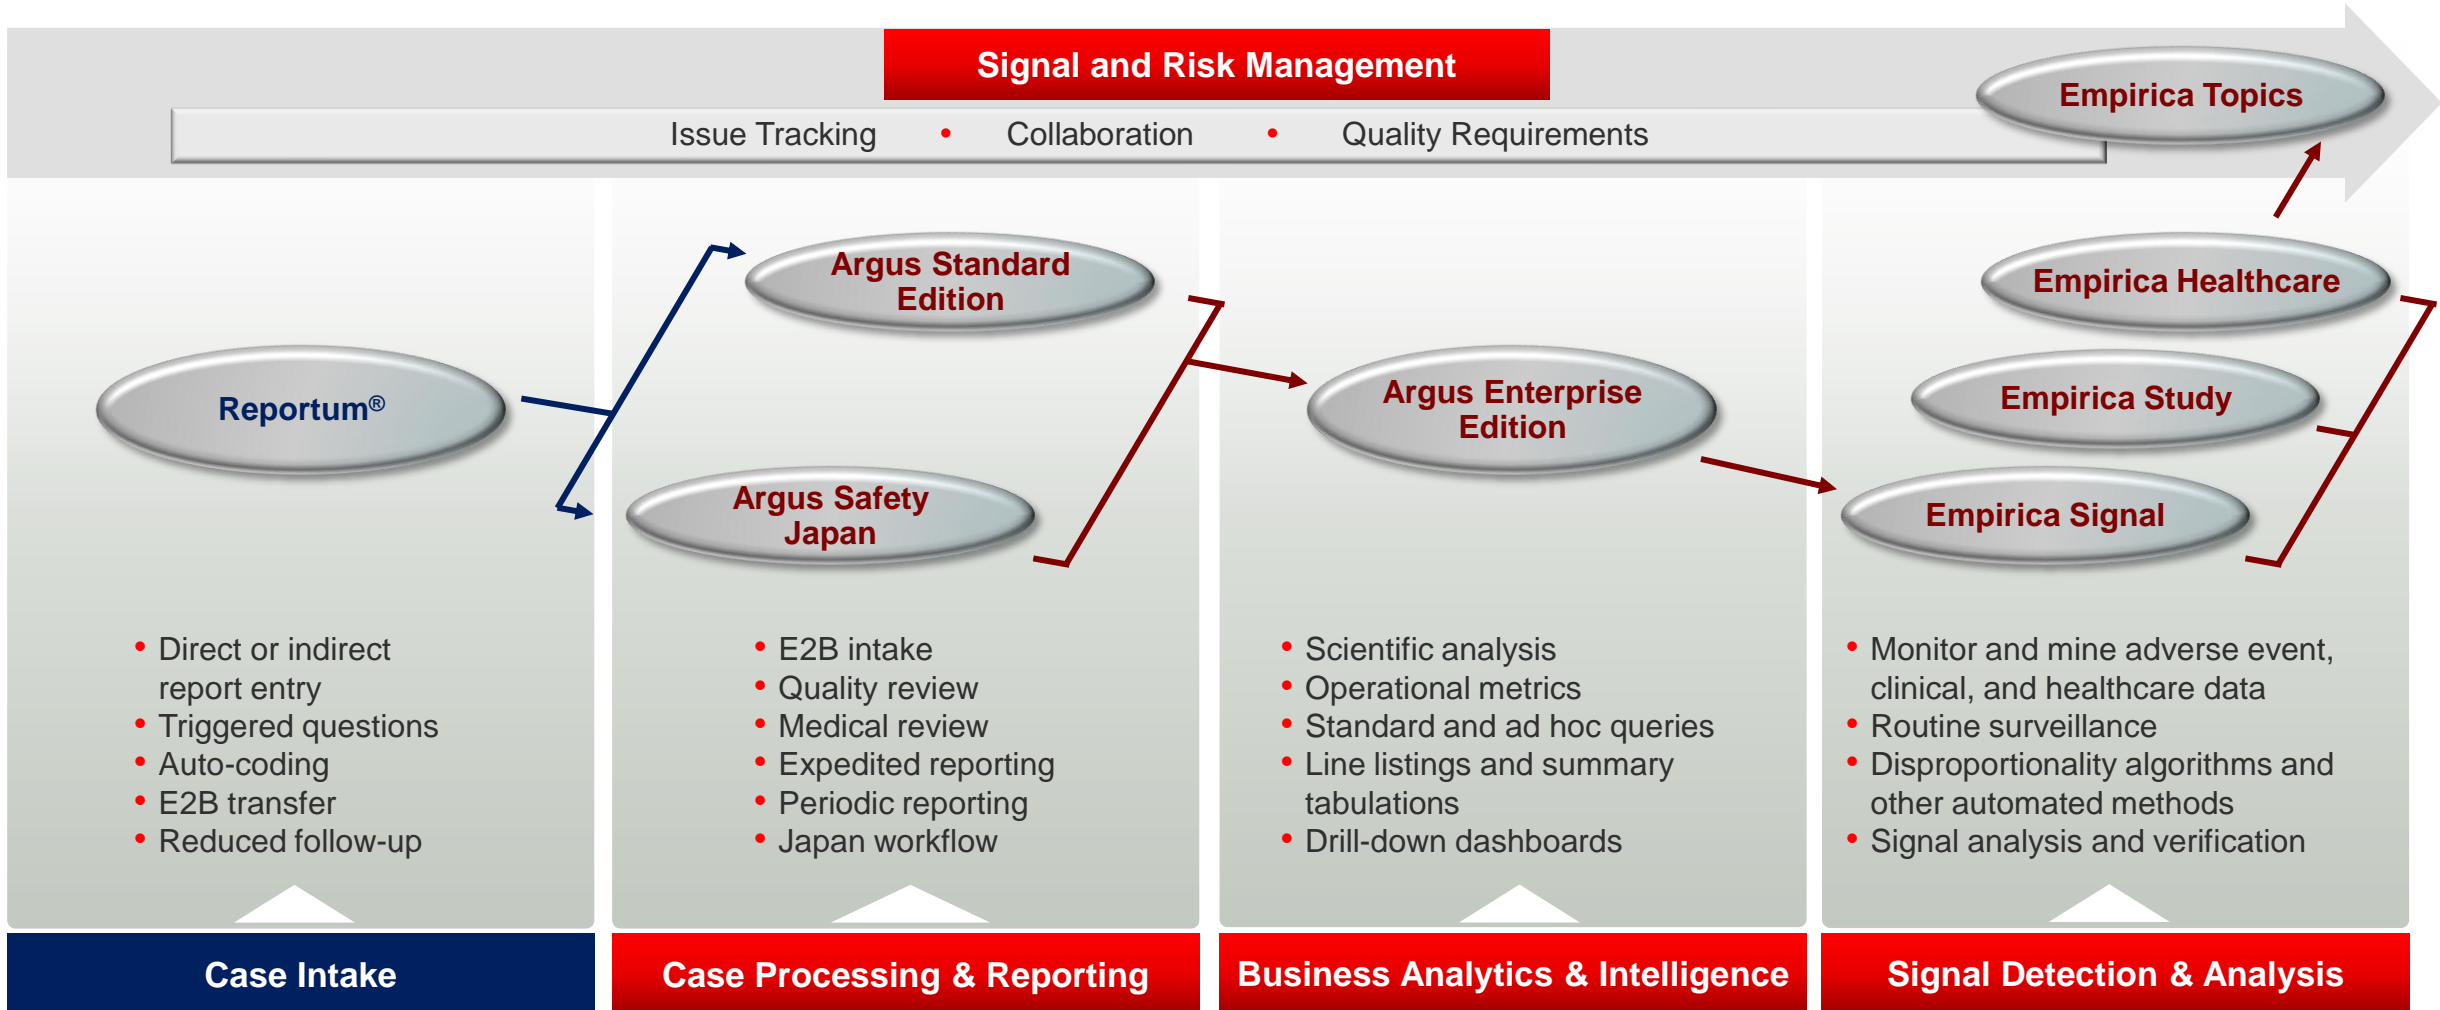 Signal and Risk Management
Empirica Topics
Issue Tracking • Collaboration • Quality Requirements
Reportum®
Argus Standard
Edition
Argus Safety
Japan
Argus Enterprise
Edition
Empirica Healthcare
Empirica Study
Empirica Signal
• Direct or indirect
report entry
• Triggered questions
• Auto-coding
• E2B transfer
• Reduced follow-up
• E2B intake
• Quality review
• Medical review
• Expedited reporting
• Periodic reporting
• Japan workflow
• Scientific analysis
• Operational metrics
• Standard and ad hoc queries
• Line listings and summary
tabulations
• Drill-down dashboards
• Monitor and mine adverse event,
clinical, and healthcare data
• Routine surveillance
• Disproportionality algorithms and
other automated methods
• Signal analysis and verification
Case Intake
Case Processing & Reporting
Business Analytics & Intelligence
Signal Detection & Analysis